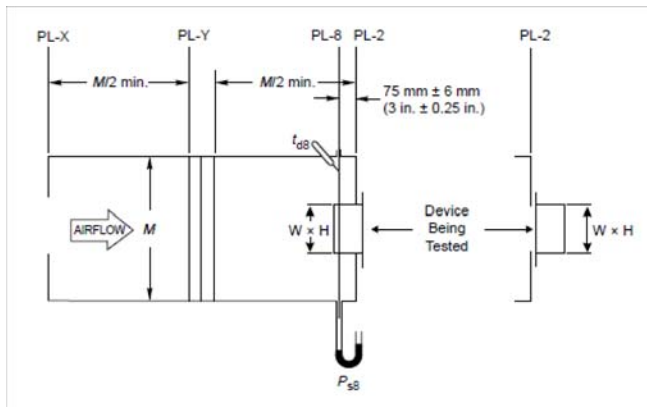 PL-X PL-Y PL-8 PL-2 PL-2
M/2 min. M/2 min. 75 mm ± 6 mm
(3 in. ± 0.25 in.)
td8
AIRFLOW M W × H Device
Being
Tested W × H
Ps8